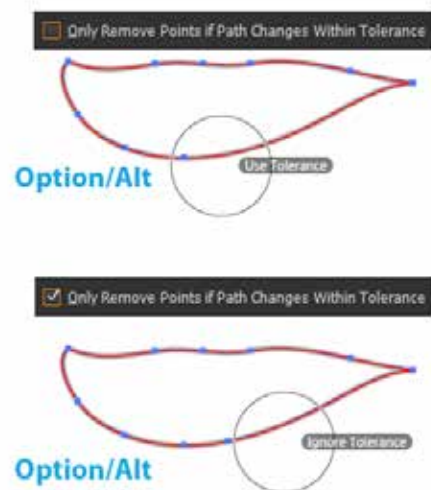 Only Remove Points if Path Changes Within Tolerance
Use Tolerance
Option/Alt
Only Remove Points if Path Changes Within Tolerance
Ignore Tolerance
Option/Alt